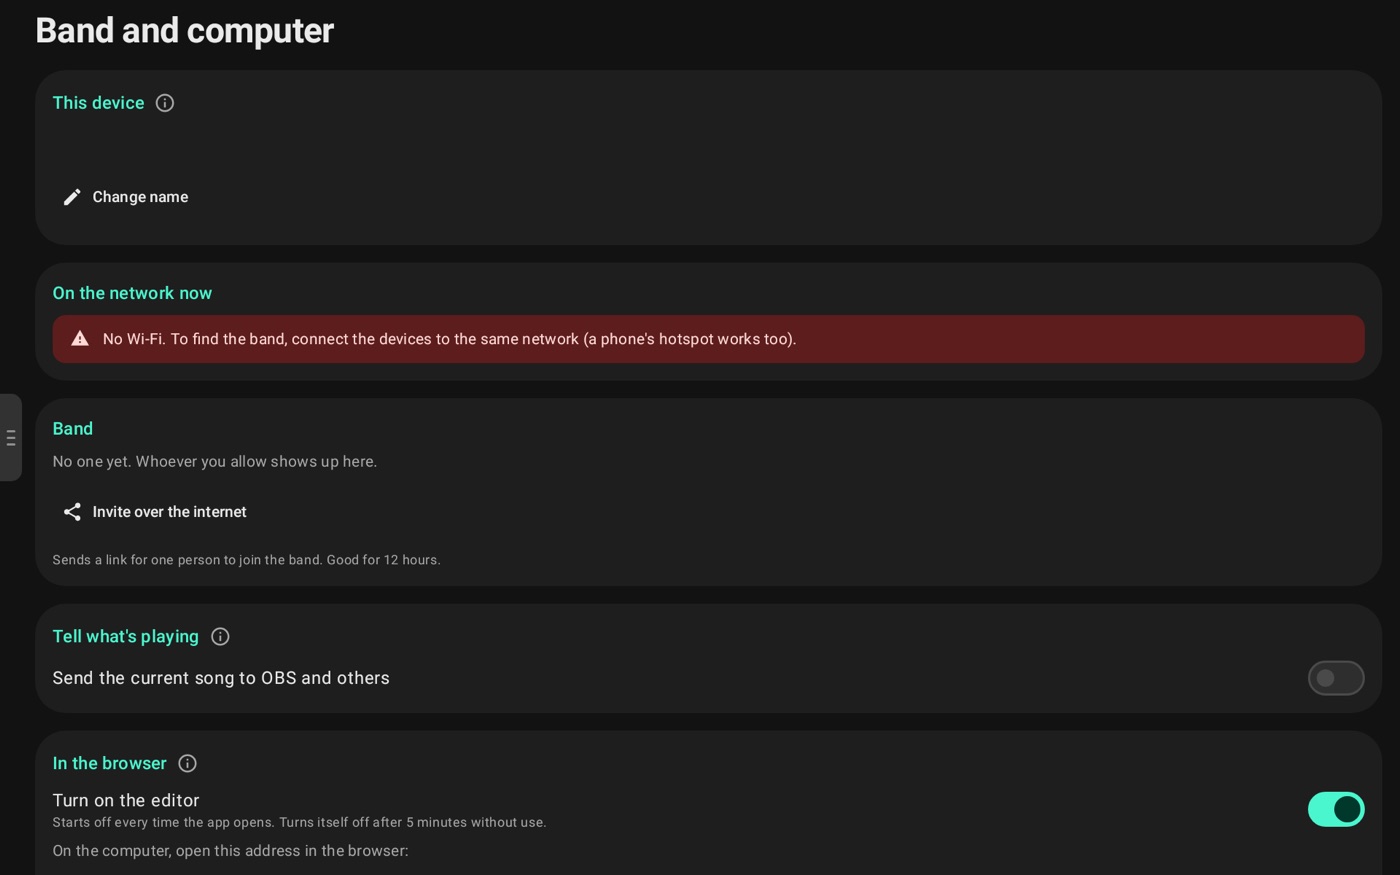 Band and computer
This device
Change name
On the network now
No Wi-Fi. To find the band, connect the devices to the same network (a phone's hotspot works too).
Band
No one yet. Whoever you allow shows up here.
Invite over the internet
Sends a link for one person to join the band. Good for 12 hours.
Tell what's playing
Send the current song to OBS and others
In the browser
Turn on the editor
Starts off every time the app opens. Turns itself off after 5 minutes without use.
On the computer, open this address in the browser: